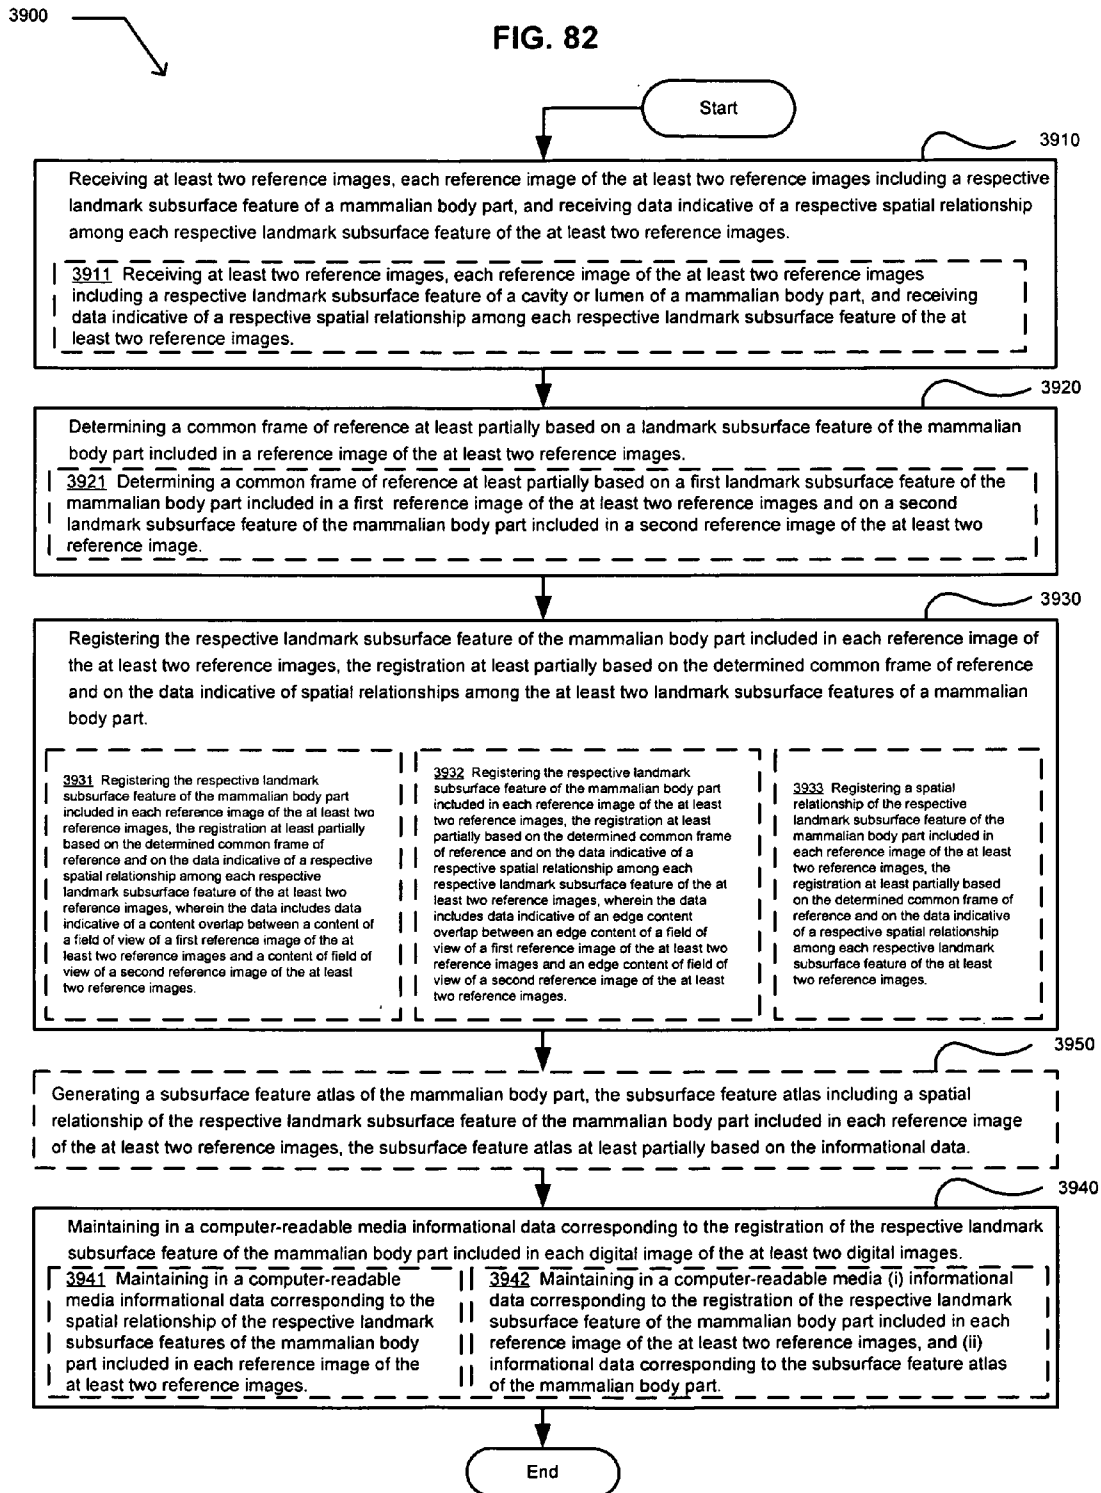 3900
FIG. 82
Start
3910
Receiving at least two reference images, each reference image of the at least two reference images including a respective
landmark subsurface feature of a mammalian body part, and receiving data indicative of a respective spatial relationship
among each respective landmark subsurface feature of the at least two reference images.
3911 Receiving at least two reference images, each reference image of the at least two reference images
including a respective landmark subsurface feature of a cavity or lumen of a mammalian body part, and receiving
data indicative of a respective spatial relationship among each respective landmark subsurface feature of the at
least two reference images.
3920
Determining a common frame of reference at least partially based on a landmark subsurface feature of the mammalian
body part included in a reference image of the at least two reference images.
3921 Determining a common frame of reference at least partially based on a first landmark subsurface feature of the
mammalian body part included in a first reference image of the at least two reference images and on a second
landmark subsurface feature of the mammalian body part included in a second reference image of the at least two
reference image.
3930
Registering the respective landmark subsurface feature of the mammalian body part included in each reference image of
the at least two reference images, the registration at least partially based on the determined common frame of reference
and on the data indicative of spatial relationships among the at least two landmark subsurface features of a mammalian
body part.
3931 Registering the respective landmark
subsurface feature of the mammalian body part
included in each reference image of the at least two
reference images, the registration at least partially
based on the determined common frame of
reference and on the data indicative of a respective
spatial relationship among each respective
landmark subsurface feature of the at least two
reference images, wherein the data includes data
indicative of a content overlap between a content of
a field of view of a first reference image of the at
least two reference images and a content of field of
view of a second reference image of the at least
two reference images.
3932 Registering the respective landmark
subsurface feature of the mammalian body part
included in each reference image of the at least
two reference images, the registration at least
partially based on the determined common frame
of reference and on the data indicative of a
respective spatial relationship among each
respective landmark subsurface feature of the at
least two reference images, wherein the data
includes data indicative of an edge content
overlap between an edge content of a field of
view of a first reference image of the at least two
reference images and an edge content of field of
view of a second reference image of the at least
two reference images.
3933 Registering a spatial
relationship of the respective
landmark subsurface feature of the
mammalian body part included in
each reference image of the at least
two reference images, the
registration at least partially based
on the determined common frame of
reference and on the data indicative
of a respective spatial relationship
among each respective landmark
subsurface feature of the at least
two reference images.
3950
Generating a subsurface feature atlas of the mammalian body part, the subsurface feature atlas including a spatial
relationship of the respective landmark subsurface feature of the mammalian body part included in each reference image
of the at least two reference images, the subsurface feature atlas at least partially based on the informational data.
3940
Maintaining in a computer-readable media informational data corresponding to the registration of the respective landmark
subsurface feature of the mammalian body part included in each digital image of the at least two digital images.
3941 Maintaining in a computer-readable
media informational data corresponding to the
spatial relationship of the respective landmark
subsurface features of the mammalian body
part included in each reference image of the
at least two reference images.
3942 Maintaining in a computer-readable media (i) informational
data corresponding to the registration of the respective landmark
subsurface feature of the mammalian body part included in each
reference image of the at least two reference images, and (ii)
informational data corresponding to the subsurface feature atlas
of the mammalian body part.
End